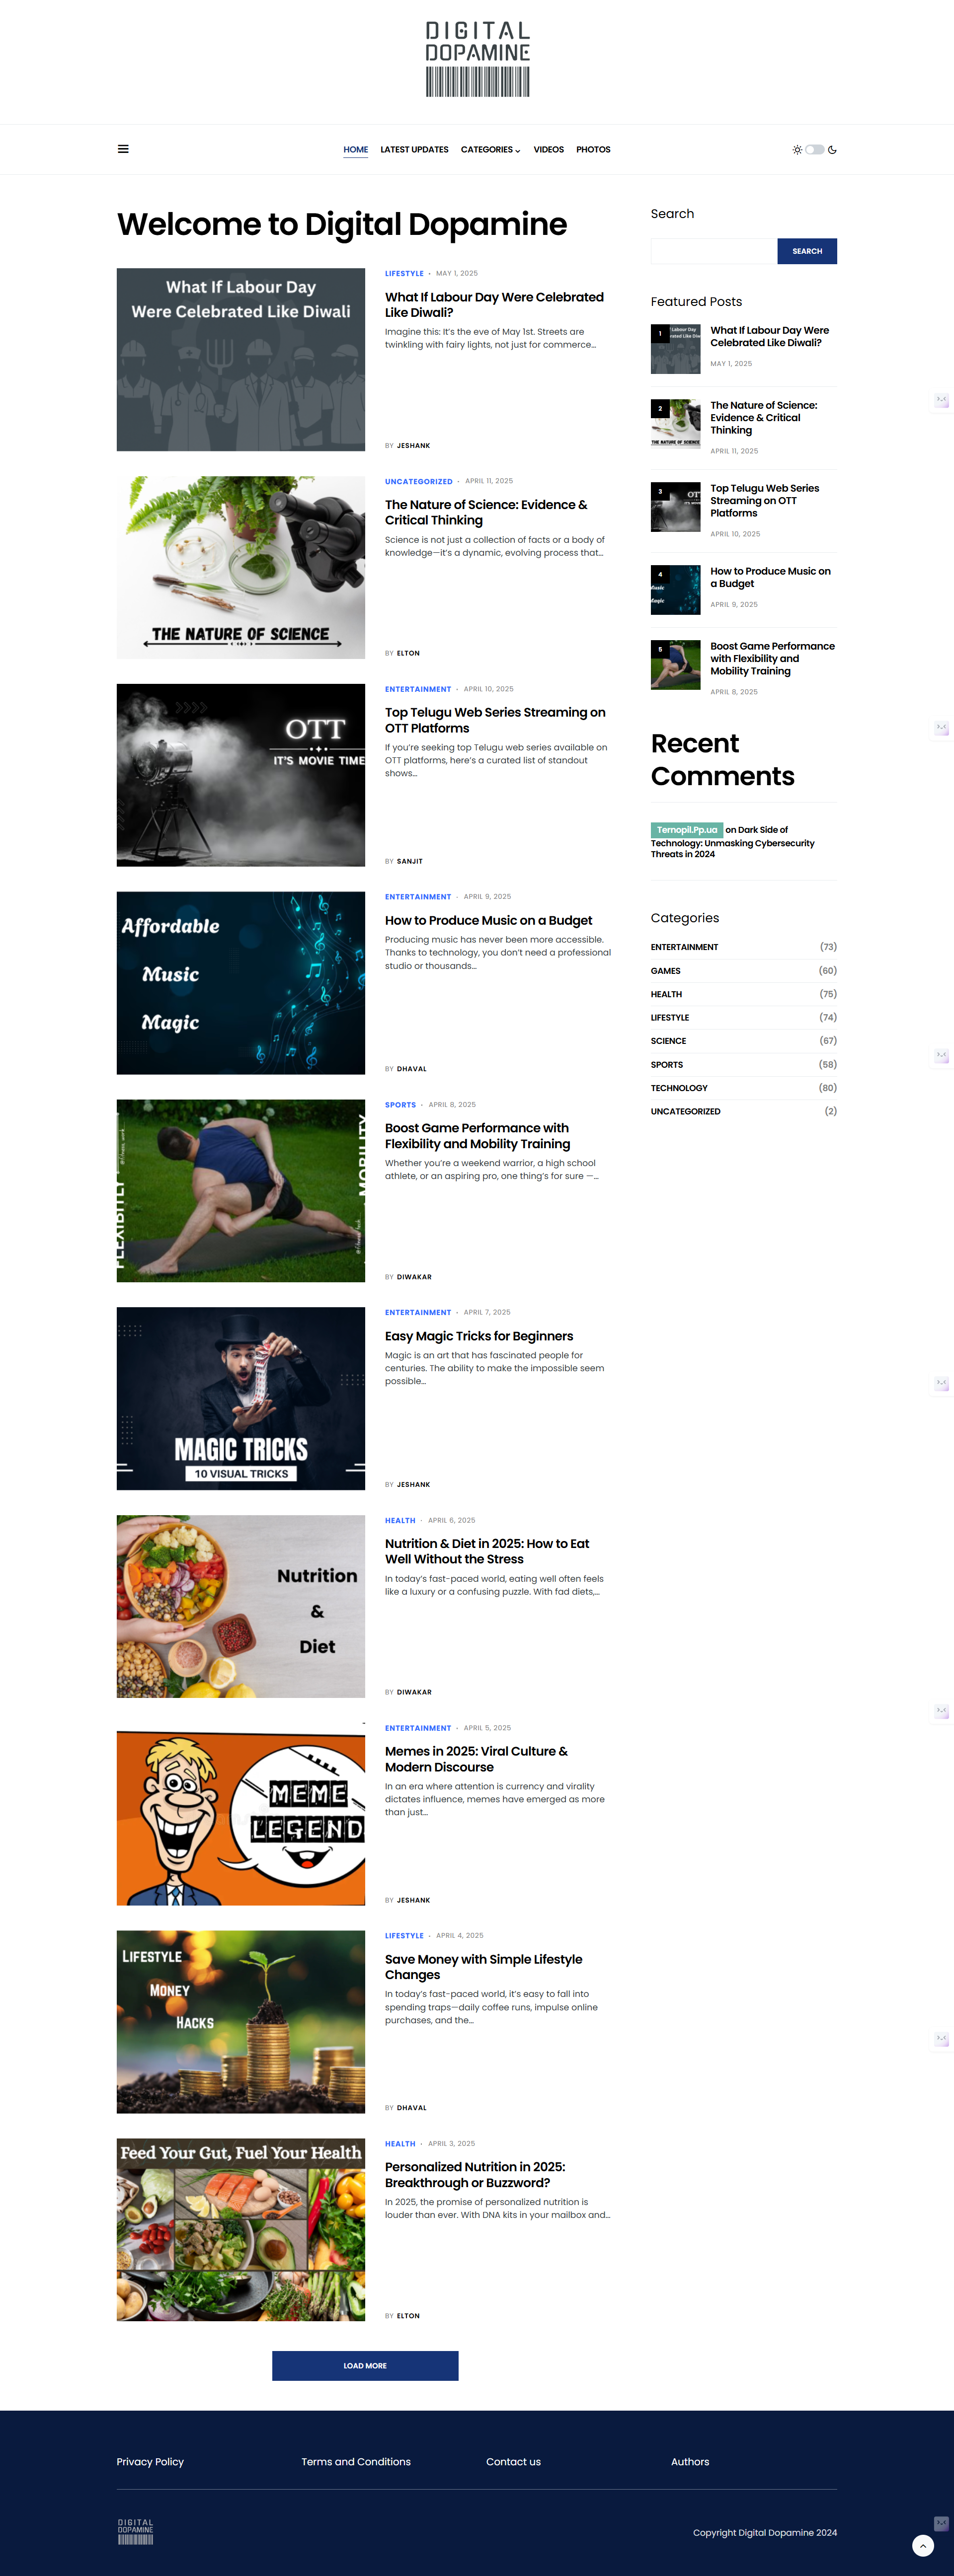 DIGITAL
DOPAMINE
HOME
LATEST UPDATES
CATEGORIES
VIDEOS
PHOTOS
Welcome to Digital Dopamine
What If Labour Day
Were Celebrated Like Diwali
LIFESTYLE • MAY 1, 2025
What If Labour Day Were Celebrated
Like Diwali?
Imagine this: It's the eve of May 1st. Streets are
twinkling with fairy lights, not just for commerce...
BY JESHANK
THE NATURE OF SCIENCE
UNCATEGORIZED • APRIL 11, 2025
The Nature of Science: Evidence &
Critical Thinking
Science is not just a collection of facts or a body of
knowledge—it's a dynamic, evolving process that...
BY ELTON
OTT
IT'S MOVIE TIME
ENTERTAINMENT • APRIL 10, 2025
Top Telugu Web Series Streaming on
OTT Platforms
If you're seeking top Telugu web series available on
OTT platforms, here's a curated list of standout
shows...
BY SANJIT
Affordable
Music
Magic
ENTERTAINMENT • APRIL 9, 2025
How to Produce Music on a Budget
Producing music has never been more accessible.
Thanks to technology, you don't need a professional
studio or thousands...
BY DHAVAL
FLEXIBITLY
MOBILITY
SPORTS • APRIL 8, 2025
Boost Game Performance with
Flexibility and Mobility Training
Whether you're a weekend warrior, a high school
athlete, or an aspiring pro, one thing's for sure —...
BY DIWAKAR
MAGIC TRICKS
10 VISUAL TRICKS
ENTERTAINMENT • APRIL 7, 2025
Easy Magic Tricks for Beginners
Magic is an art that has fascinated people for
centuries. The ability to make the impossible seem
possible...
BY JESHANK
Nutrition
&
Diet
HEALTH • APRIL 6, 2025
Nutrition & Diet in 2025: How to Eat
Well Without the Stress
In today's fast-paced world, eating well often feels
like a luxury or a confusing puzzle. With fad diets,...
BY DIWAKAR
MEME
LEGEND
ENTERTAINMENT • APRIL 5, 2025
Memes in 2025: Viral Culture &
Modern Discourse
In an era where attention is currency and virality
dictates influence, memes have emerged as more
than just...
BY JESHANK
LIFESTYLE
MONEY
HACKS
LIFESTYLE • APRIL 4, 2025
Save Money with Simple Lifestyle
Changes
In today's fast-paced world, it's easy to fall into
spending traps—daily coffee runs, impulse online
purchases, and the...
BY DHAVAL
Feed Your Gut, Fuel Your Health
HEALTH • APRIL 3, 2025
Personalized Nutrition in 2025:
Breakthrough or Buzzword?
In 2025, the promise of personalized nutrition is
louder than ever. With DNA kits in your mailbox and...
BY ELTON
LOAD MORE
Search
SEARCH
Featured Posts
1
What If Labour Day Were
Celebrated Like Diwali?
MAY 1, 2025
2
THE NATURE OF SCIENCE
The Nature of Science:
Evidence & Critical
Thinking
APRIL 11, 2025
3
Top Telugu Web Series
Streaming on OTT
Platforms
APRIL 10, 2025
4
How to Produce Music on
a Budget
APRIL 9, 2025
5
Boost Game Performance
with Flexibility and
Mobility Training
APRIL 8, 2025
Recent
Comments
Ternopil.Pp.ua on Dark Side of
Technology: Unmasking Cybersecurity
Threats in 2024
Categories
ENTERTAINMENT (73)
GAMES (60)
HEALTH (75)
LIFESTYLE (74)
SCIENCE (67)
SPORTS (58)
TECHNOLOGY (80)
UNCATEGORIZED (2)
Privacy Policy
Terms and Conditions
Contact us
Authors
DIGITAL
DOPAMINE
Copyright Digital Dopamine 2024